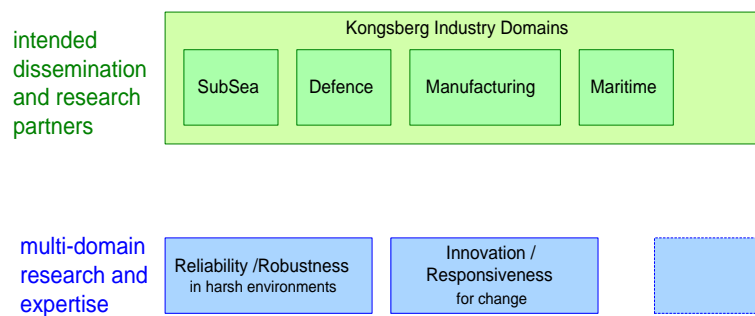 intended
dissemination
and research
partners
Kongsberg Industry Domains
SubSea
Defence
Manufacturing
Maritime
multi-domain
research and
expertise
Reliability /Robustness
in harsh environments
Innovation /
Responsiveness
for change